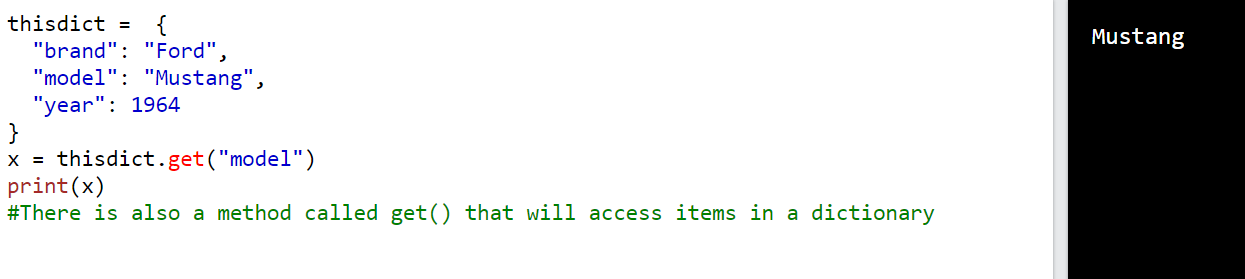 thisdict =  {
  "brand": "Ford",
  "model": "Mustang",
  "year": 1964
}
x = thisdict.get("model")
print(x)
#There is also a method called get() that will access items in a dictionary
Mustang